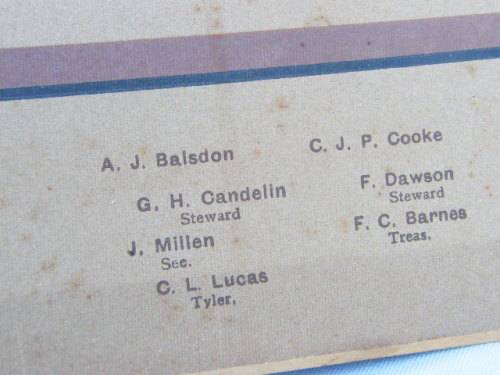 A. J. Balsdon
C. J. P. Cooke
G. H. Candelin
Steward
F. Dawson
Steward
J. Millen
Sec.
F. C. Barnes
Treas.
C. L. Lucas
Tyler,